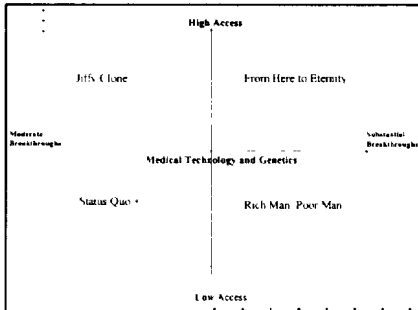 High Access
Jiffy Clone
From Here to Eternity
Moderate
Breakthroughs
Substantial
Breakthroughs
Medical Technology and Genetics
Status Quo
Rich Man, Poor Man
Low Access